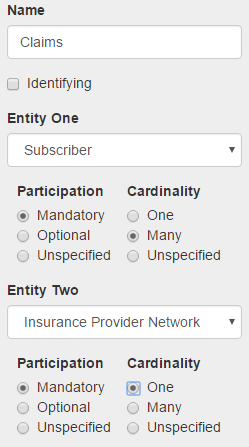 Name
Claims
Identifying
Entity One
Subscriber
Participation Cardinality
Mandatory One
Optional Many
Unspecified Unspecified
Entity Two
Insurance Provider Network
Participation Cardinality
Mandatory One
Optional Many
Unspecified Unspecified